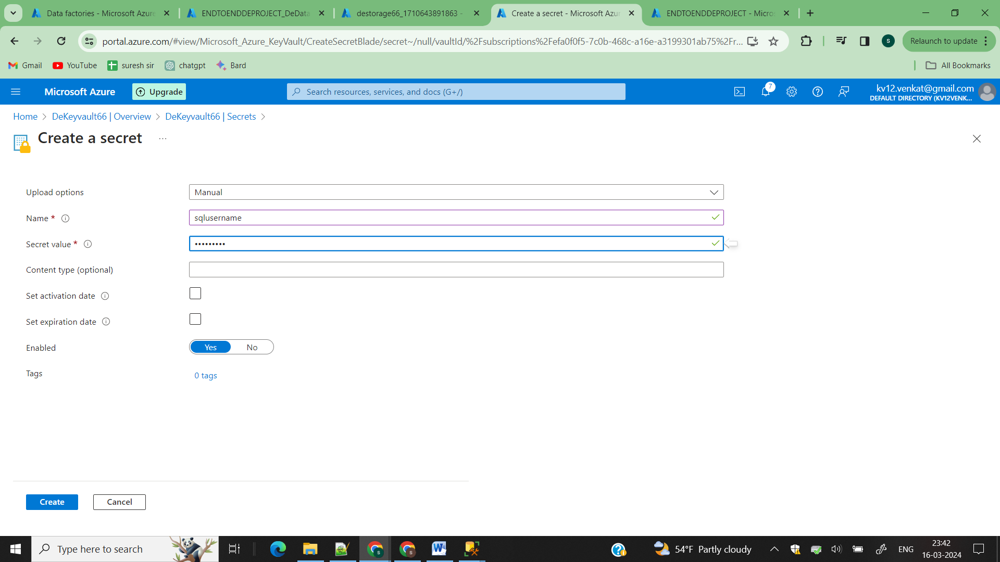 Data factories - Microsoft Azure
ENDTOENDDEPROJECT_DeData
destorage66_1710643891863 -
Create a secret - Microsoft Azur
ENDTOENDDEPROJECT - Micros
portal.azure.com/#view/Microsoft_Azure_KeyVault/CreateSecretBlade/secret~/null/vaultId/%2Fsubscriptions%2Fefa0f0f5-7c0b-468c-a16e-a3199301ab75%2Fr...
S
Relaunch to update
Gmail
YouTube
suresh sir
chatgpt
Bard
All Bookmarks
Microsoft Azure
Upgrade
Search resources, services, and docs (G+/)
7
kv12.venkat@gmail.com
DEFAULT DIRECTORY (KV12VENK...
Home > DeKeyvault66 | Overview > DeKeyvault66 | Secrets >
Create a secret ...
Upload options
Manual
Name *
sqlusername
Secret value *
•••••••••
Content type (optional)
Set activation date
Set expiration date
Enabled
Yes No
Tags
0 tags
Create
Cancel
Type here to search
54°F Partly cloudy
ENG
23:42
16-03-2024